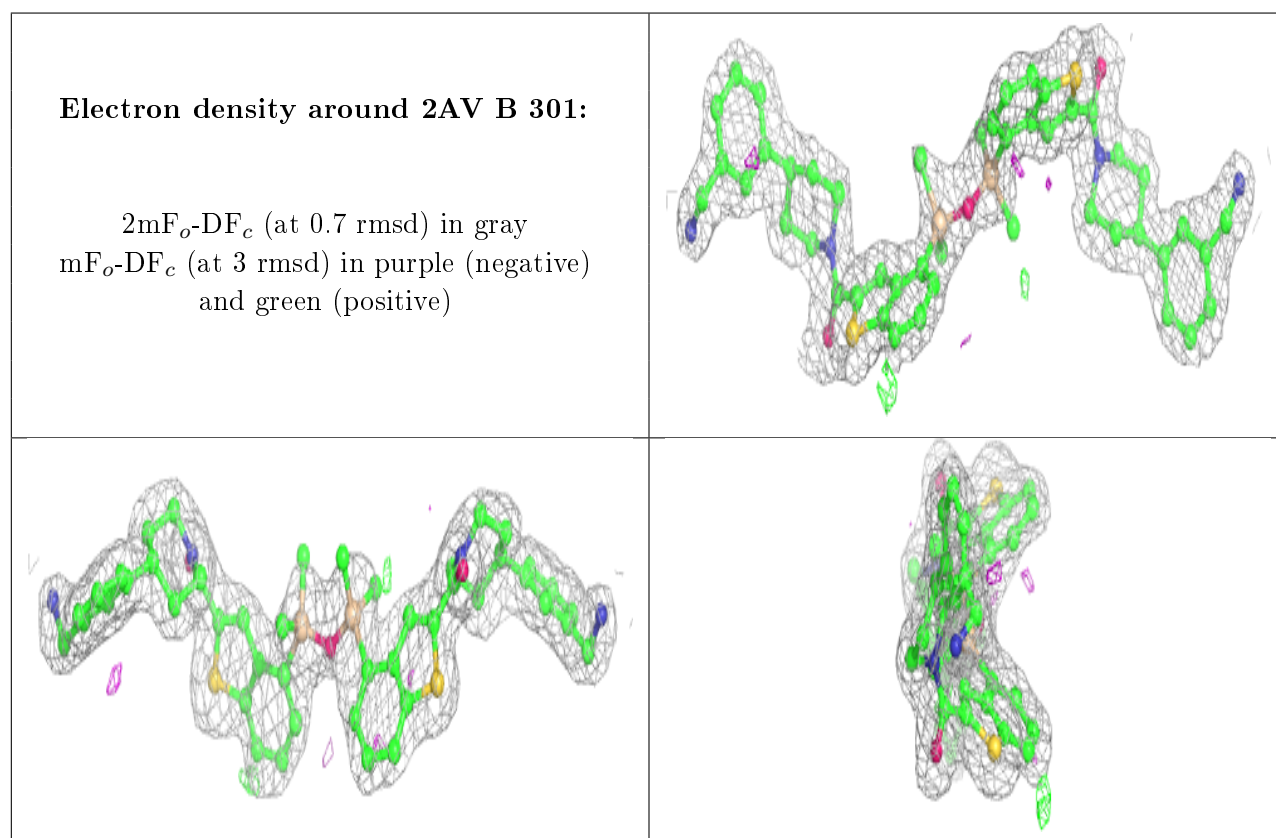 Electron density around 2AV B 301:
2mFo-DFc (at 0.7 rmsd) in gray
mFo-DFc (at 3 rmsd) in purple (negative)
and green (positive)